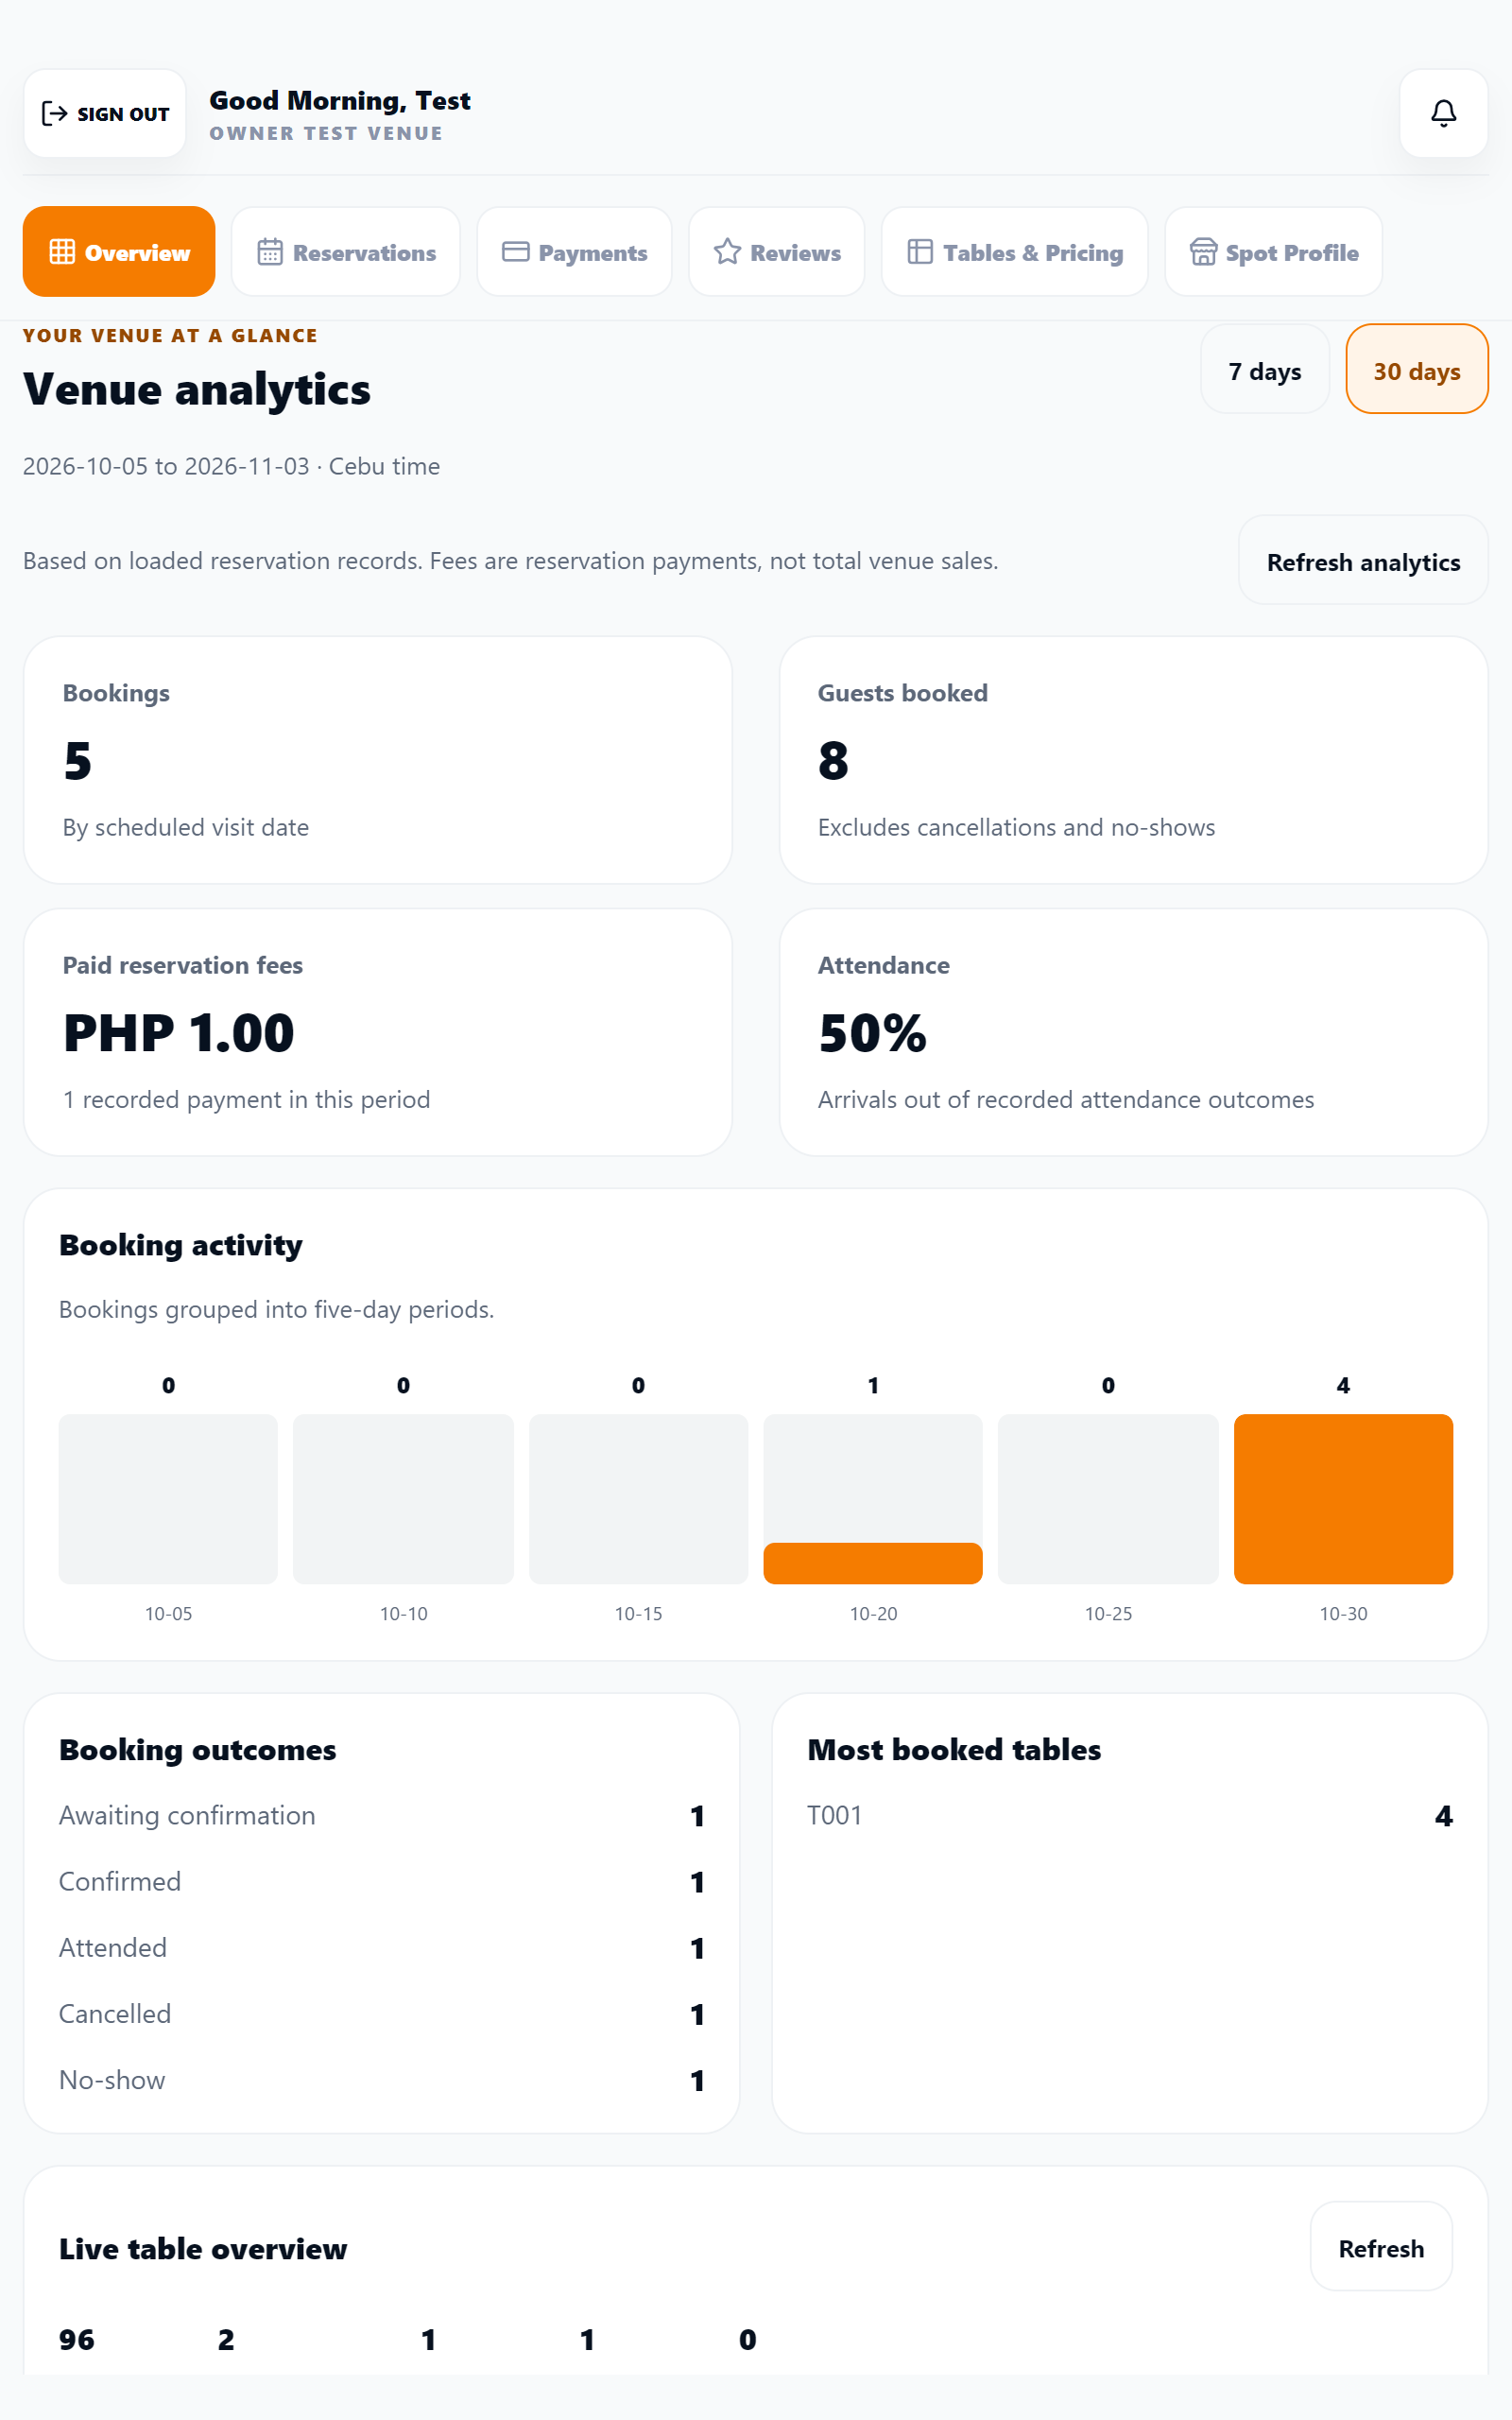 SIGN OUT
Good Morning, Test
OWNER TEST VENUE
Overview
Reservations
Payments
Reviews
Tables & Pricing
Spot Profile
YOUR VENUE AT A GLANCE
Venue analytics
7 days
30 days
2026-10-05 to 2026-11-03 · Cebu time
Based on loaded reservation records. Fees are reservation payments, not total venue sales.
Refresh analytics
Bookings
5
By scheduled visit date
Guests booked
8
Excludes cancellations and no-shows
Paid reservation fees
PHP 1.00
1 recorded payment in this period
Attendance
50%
Arrivals out of recorded attendance outcomes
Booking activity
Bookings grouped into five-day periods.
0 0 0 1 0 4
10-05 10-10 10-15 10-20 10-25 10-30
Booking outcomes
Awaiting confirmation 1
Confirmed 1
Attended 1
Cancelled 1
No-show 1
Most booked tables
T001 4
Live table overview
Refresh
96 2 1 1 0